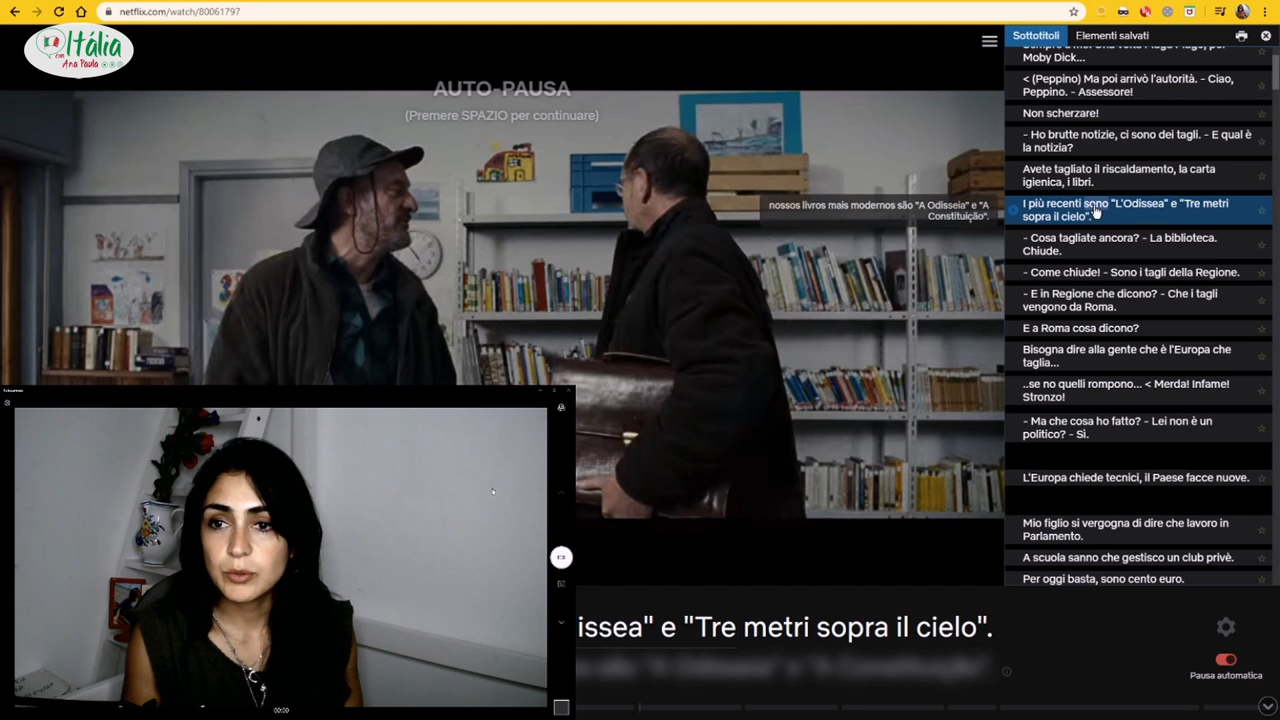 netflix.com/watch/80061797
Itália
com
Ana Paula
AUTO-PAUSA
(Premere SPAZIO per continuare)
nossos livros mais modernos são "A Odisseia" e "A
Constituição".
Sottotitoli
Elementi salvati
Moby Dick...
< (Peppino) Ma poi arrivò l'autorità. - Ciao,
Peppino. - Assessore!
Non scherzare!
- Ho brutte notizie, ci sono dei tagli. - E qual è
la notizia?
Avete tagliato il riscaldamento, la carta
igienica, i libri.
I più recenti sono "L'Odissea" e "Tre metri
sopra il cielo".
- Cosa tagliate ancora? - La biblioteca.
Chiude.
- Come chiude! - Sono i tagli della Regione.
- E in Regione che dicono? - Che i tagli
vengono da Roma.
E a Roma cosa dicono?
Bisogna dire alla gente che è l'Europa che
taglia...
..se no quelli rompono... < Merda! Infame!
Stronzo!
- Ma che cosa ho fatto? - Lei non è un
politico? - Sì.
L'Europa chiede tecnici, il Paese facce nuove.
Mio figlio si vergogna di dire che lavoro in
Parlamento.
A scuola sanno che gestisco un club privè.
Per oggi basta, sono cento euro.
issea" e "Tre metri sopra il cielo".
Pausa automatica
00:00